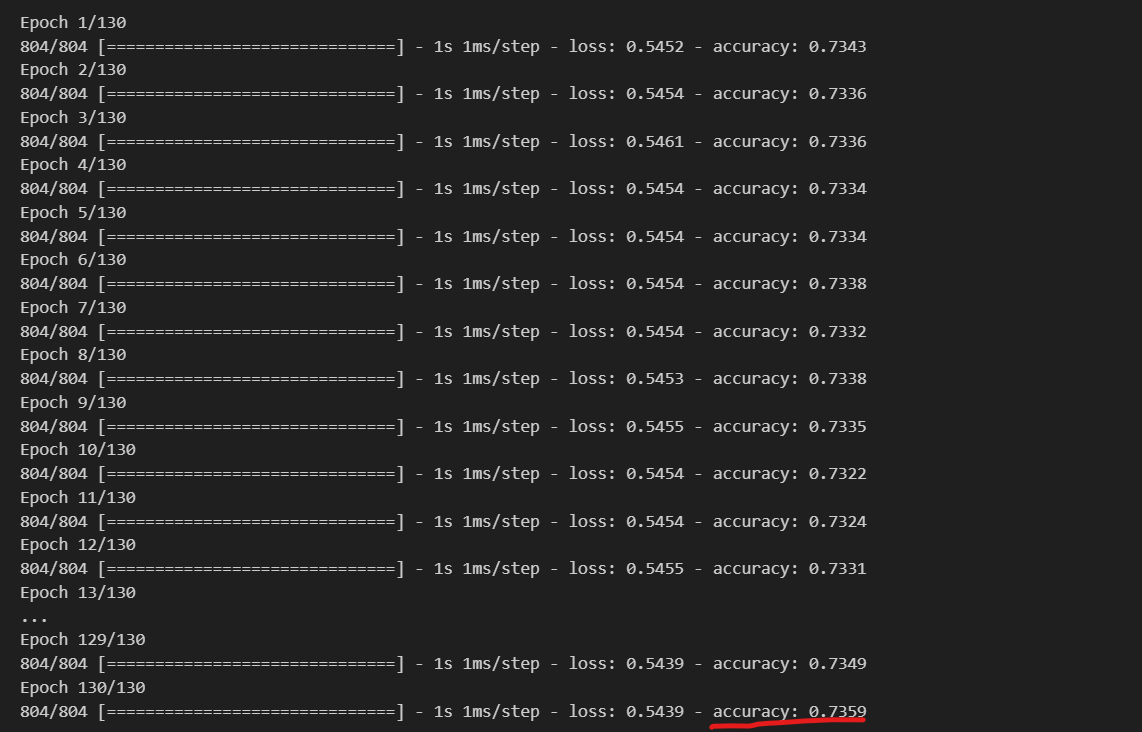 Epoch 1/130
804/804 [==============================] - 1s 1ms/step - loss: 0.5452 - accuracy: 0.7343
Epoch 2/130
804/804 [==============================] - 1s 1ms/step - loss: 0.5454 - accuracy: 0.7336
Epoch 3/130
804/804 [==============================] - 1s 1ms/step - loss: 0.5461 - accuracy: 0.7336
Epoch 4/130
804/804 [==============================] - 1s 1ms/step - loss: 0.5454 - accuracy: 0.7334
Epoch 5/130
804/804 [==============================] - 1s 1ms/step - loss: 0.5454 - accuracy: 0.7334
Epoch 6/130
804/804 [==============================] - 1s 1ms/step - loss: 0.5454 - accuracy: 0.7338
Epoch 7/130
804/804 [==============================] - 1s 1ms/step - loss: 0.5454 - accuracy: 0.7332
Epoch 8/130
804/804 [==============================] - 1s 1ms/step - loss: 0.5453 - accuracy: 0.7338
Epoch 9/130
804/804 [==============================] - 1s 1ms/step - loss: 0.5455 - accuracy: 0.7335
Epoch 10/130
804/804 [==============================] - 1s 1ms/step - loss: 0.5454 - accuracy: 0.7322
Epoch 11/130
804/804 [==============================] - 1s 1ms/step - loss: 0.5454 - accuracy: 0.7324
Epoch 12/130
804/804 [==============================] - 1s 1ms/step - loss: 0.5455 - accuracy: 0.7331
Epoch 13/130
...
Epoch 129/130
804/804 [==============================] - 1s 1ms/step - loss: 0.5439 - accuracy: 0.7349
Epoch 130/130
804/804 [==============================] - 1s 1ms/step - loss: 0.5439 - accuracy: 0.7359